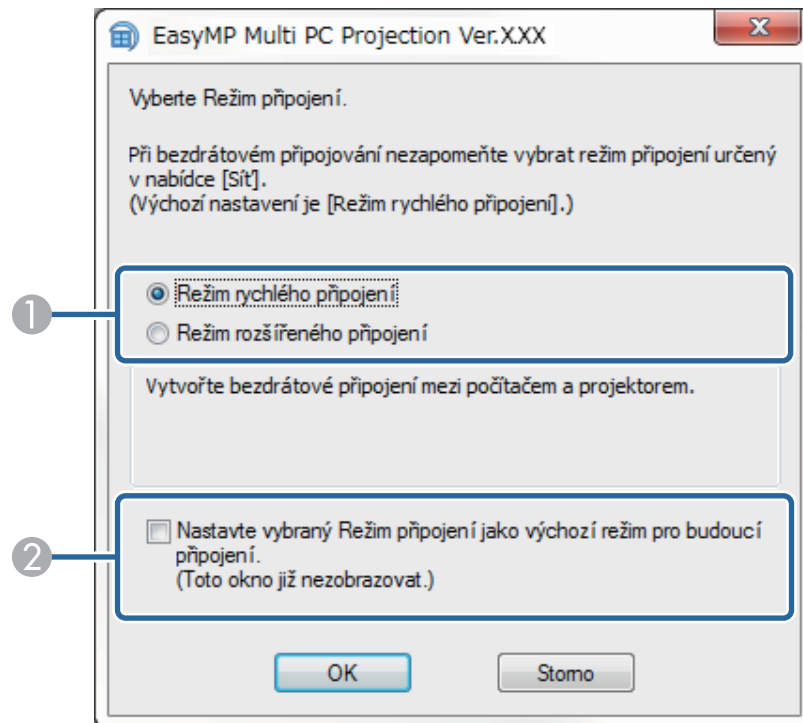 EasyMP Multi PC Projection Ver.X.XX
Vyberte Režim připojení.
Při bezdrátovém připojování nezapomeňte vybrat režim připojení určený
v nabídce [Síť].
(Výchozí nastavení je [Režim rychlého připojení].)
1
Režim rychlého připojení
Režim rozšířeného připojení
Vytvořte bezdrátové připojení mezi počítačem a projektorem.
2
Nastavte vybraný Režim připojení jako výchozí režim pro budoucí
připojení.
(Toto okno již nezobrazovat.)
OK
Storno